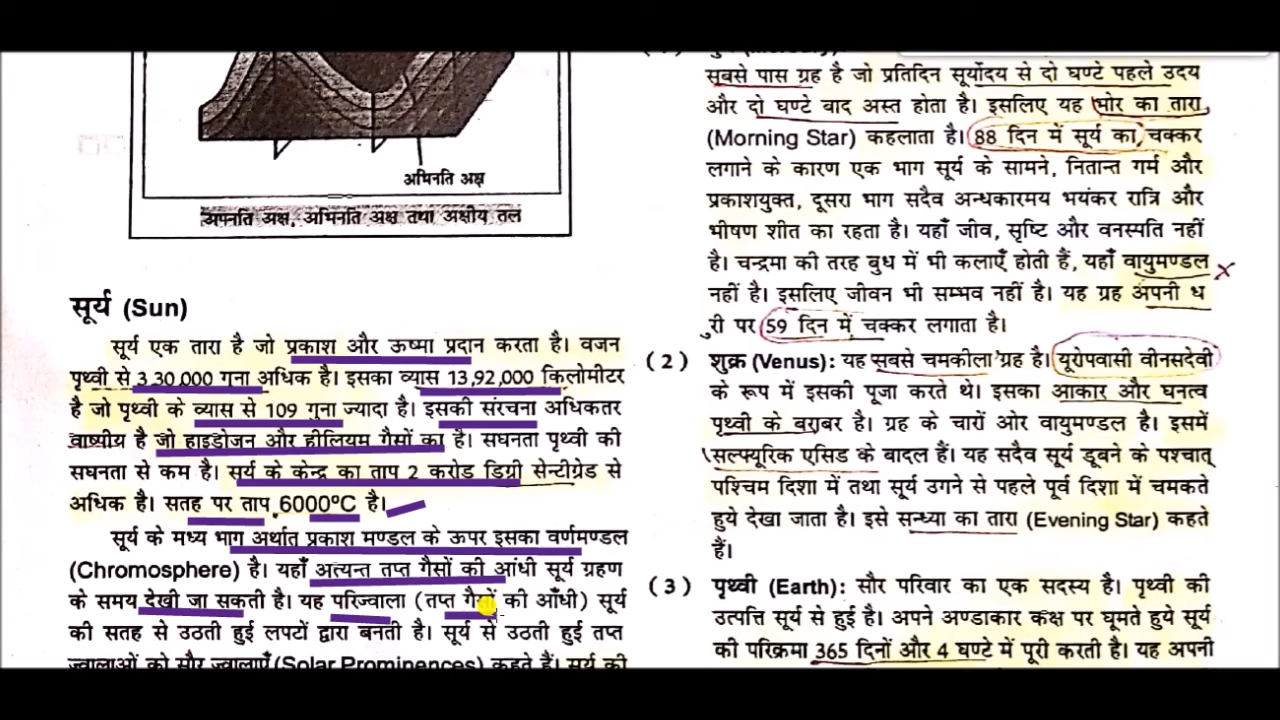 अभिनति अक्ष
अपनति अक्ष, अभिनति अक्ष तथा अक्षीय तल
सूर्य (Sun)
सूर्य एक तारा है जो प्रकाश और ऊष्मा प्रदान करता है। वजन
पृथ्वी से 3,30,000 गुना अधिक है। इसका व्यास 13,92,000 किलोमीटर
है जो पृथ्वी के व्यास से 109 गुना ज्यादा है। इसकी संरचना अधिकतर
वाष्पीय है जो हाइड्रोजन और हीलियम गैसों का है। सघनता पृथ्वी की
सघनता से कम है। सूर्य के केन्द्र का ताप 2 करोड़ डिग्री सेन्टीग्रेड से
अधिक है। सतह पर ताप 6000°C है।
सूर्य के मध्य भाग अर्थात प्रकाश मण्डल के ऊपर इसका वर्णमण्डल
(Chromosphere) है। यहाँ अत्यन्त तप्त गैसों की आंधी सूर्य ग्रहण
के समय देखी जा सकती है। यह परिज्वाला (तप्त गैसों की आँधी) सूर्य
की सतह से उठती हुई लपटों द्वारा बनती है। सूर्य से उठती हुई तप्त
ज्वालाओं को सौर ज्वालाएँ (Solar Prominences) कहते हैं। सूर्य की
सबसे पास ग्रह है जो प्रतिदिन सूर्योदय से दो घण्टे पहले उदय
और दो घण्टे बाद अस्त होता है। इसलिए यह भोर का तारा
(Morning Star) कहलाता है। 88 दिन में सूर्य का चक्कर
लगाने के कारण एक भाग सूर्य के सामने, नितान्त गर्म और
प्रकाशयुक्त, दूसरा भाग सदैव अन्धकारमय भयंकर रात्रि और
भीषण शीत का रहता है। यहाँ जीव, सृष्टि और वनस्पति नहीं
है। चन्द्रमा की तरह बुध में भी कलाएँ होती हैं, यहाँ वायुमण्डल
नहीं है। इसलिए जीवन भी सम्भव नहीं है। यह ग्रह अपनी ध
ुरी पर 59 दिन में चक्कर लगाता है।
(2) शुक्र (Venus): यह सबसे चमकीला ग्रह है। यूरोपवासी वीनसदेवी
के रूप में इसकी पूजा करते थे। इसका आकार और घनत्व
पृथ्वी के बराबर है। ग्रह के चारों ओर वायुमण्डल है। इसमें
सल्फ्यूरिक एसिड के बादल हैं। यह सदैव सूर्य डूबने के पश्चात्
पश्चिम दिशा में तथा सूर्य उगने से पहले पूर्व दिशा में चमकते
हुये देखा जाता है। इसे सन्ध्या का तारा (Evening Star) कहते
हैं।
(3) पृथ्वी (Earth): सौर परिवार का एक सदस्य है। पृथ्वी की
उत्पत्ति सूर्य से हुई है। अपने अण्डाकार कक्ष पर घूमते हुये सूर्य
की परिक्रमा 365 दिनों और 4 घण्टे में पूरी करती है। यह अपनी